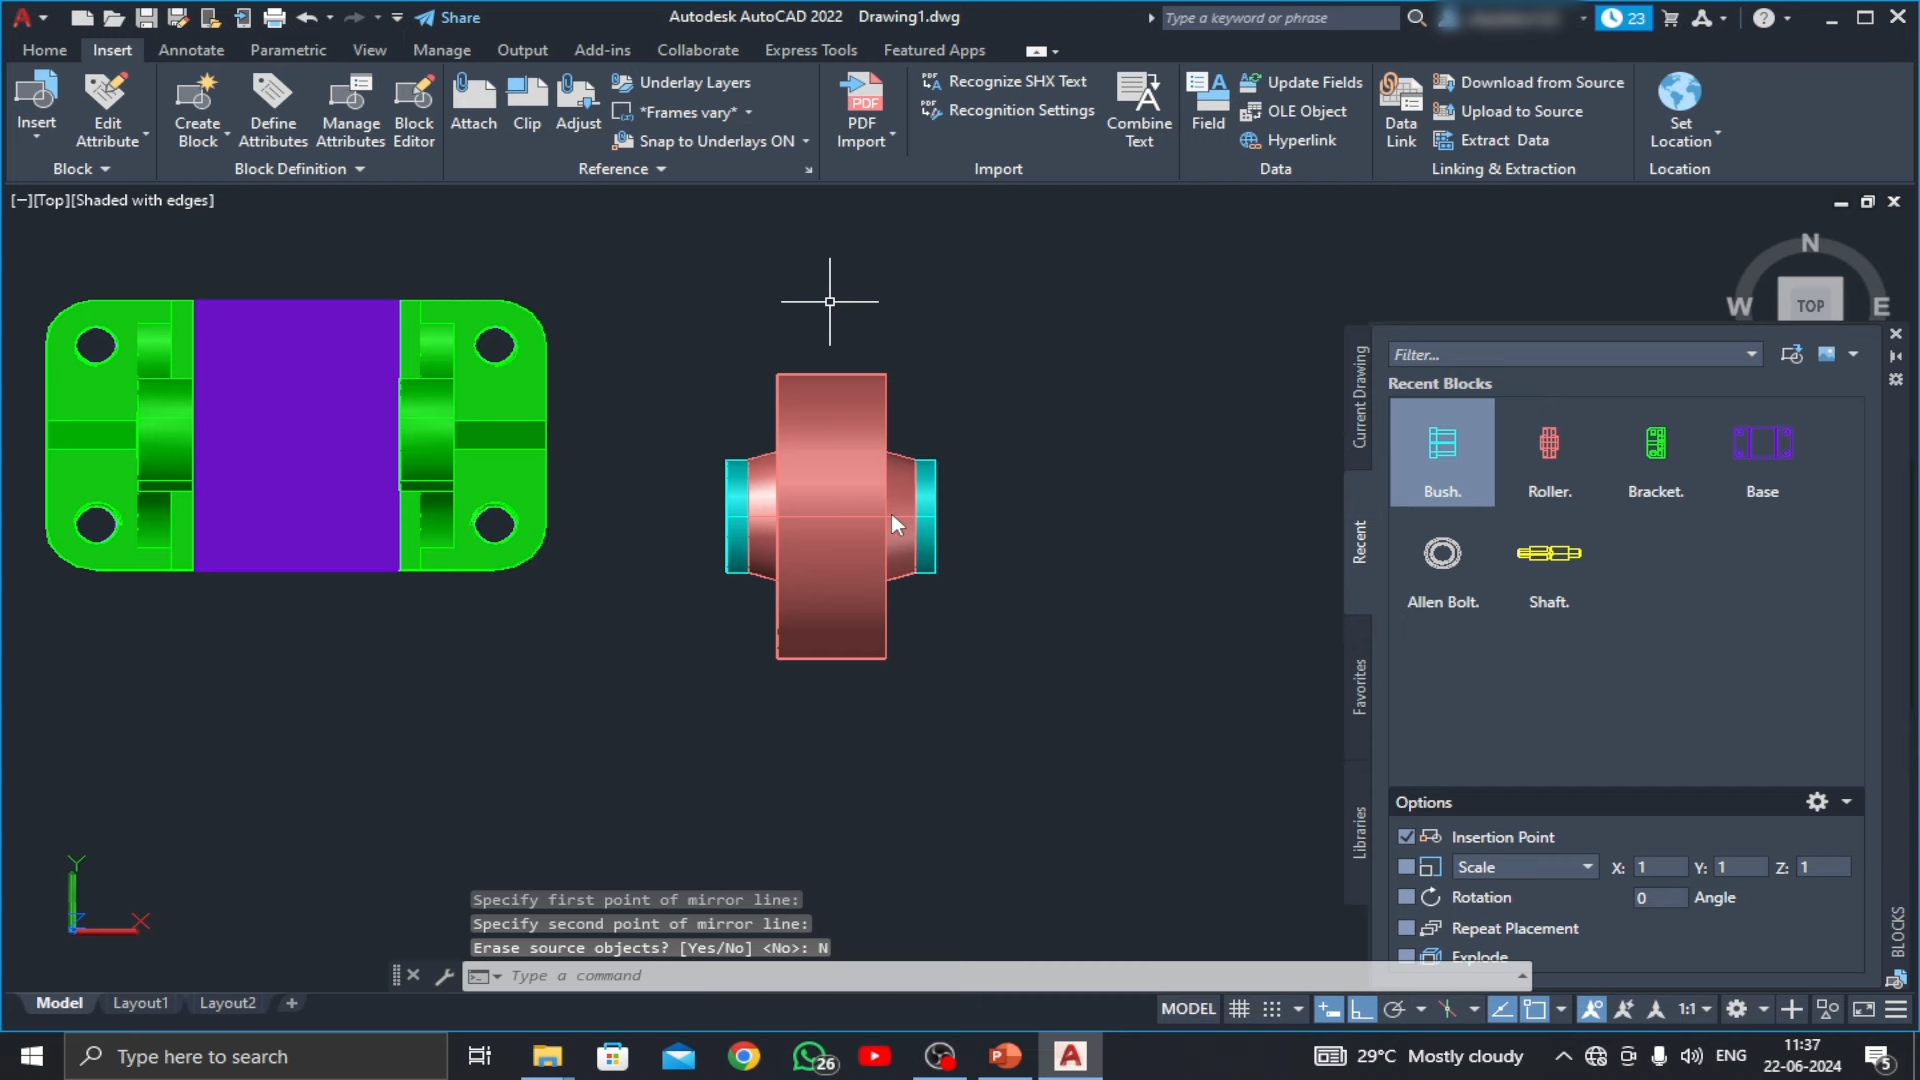 Share
Autodesk AutoCAD 2022 Drawing1.dwg
Type a keyword or phrase
23
Home Insert Annotate Parametric View Manage Output Add-ins Collaborate Express Tools Featured Apps
Insert
Edit
Attribute
Create
Block
Define
Attributes
Manage
Attributes
Block
Editor
Block
Block Definition
Attach
Clip
Adjust
Underlay Layers
*Frames vary*
Snap to Underlays ON
Reference
PDF
PDF
Import
PDF
Recognize SHX Text
PDF
Recognition Settings
Combine
Text
Import
Field
Update Fields
OLE Object
Hyperlink
Data
Data
Link
Download from Source
Upload to Source
Extract Data
Linking & Extraction
Set
Location
Location
[−][Top][Shaded with edges]
N
W TOP E
Current Drawing
Recent
Favorites
Libraries
BLOCKS
Filter...
Recent Blocks
Bush. Roller. Bracket. Base
Allen Bolt. Shaft.
Options
Insertion Point
Scale X: 1 Y: 1 Z: 1
Rotation 0 Angle
Repeat Placement
Explode
Y
Z
X
Specify first point of mirror line:
Specify second point of mirror line:
Erase source objects? [Yes/No] <No>: N
Type a command
Model Layout1 Layout2 +
MODEL 1:1
Type here to search
26
29°C Mostly cloudy
ENG
11:37
22-06-2024
5